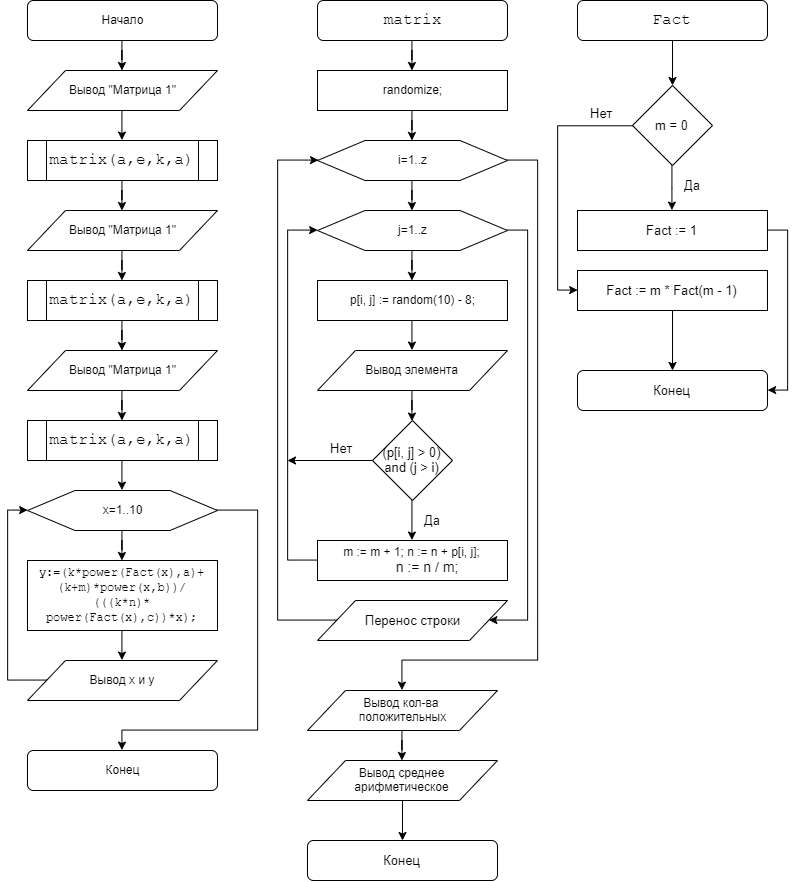 Начало
Вывод "Матрица 1"
matrix(a,e,k,a)
Вывод "Матрица 1"
matrix(a,e,k,a)
Вывод "Матрица 1"
matrix(a,e,k,a)
x=1..10
y:=(k*power(Fact(x),a)+
(k+m)*power(x,b))/
(((k*n)*
power(Fact(x),c))*x);
Вывод x и y
Конец
matrix
randomize;
i=1..z
j=1..z
p[i, j] := random(10) - 8;
Вывод элемента
(p[i, j] > 0)
and (j > i)
Нет
Да
m := m + 1; n := n + p[i, j];
n := n / m;
Перенос строки
Вывод кол-ва
положительных
Вывод среднее
арифметическое
Конец
Fact
m = 0
Нет
Да
Fact := 1
Fact := m * Fact(m - 1)
Конец